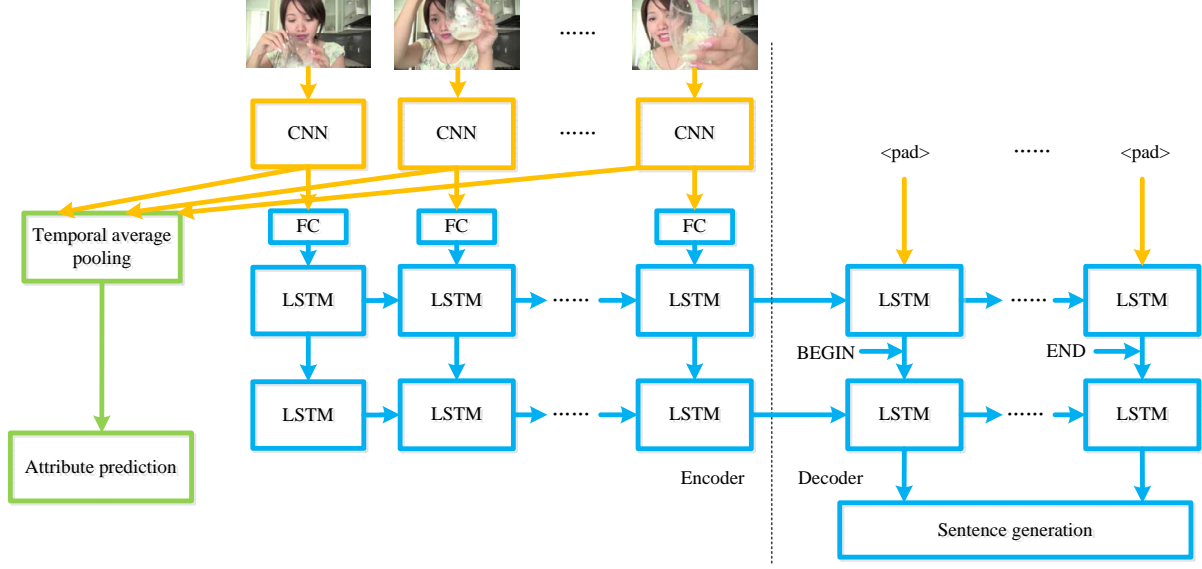 ......
CNN
CNN
......
CNN
<pad>
......
<pad>
FC
FC
FC
Temporal average
pooling
LSTM
LSTM
......
LSTM
LSTM
......
LSTM
BEGIN
END
LSTM
LSTM
......
LSTM
LSTM
......
LSTM
Attribute prediction
Encoder
Decoder
Sentence generation